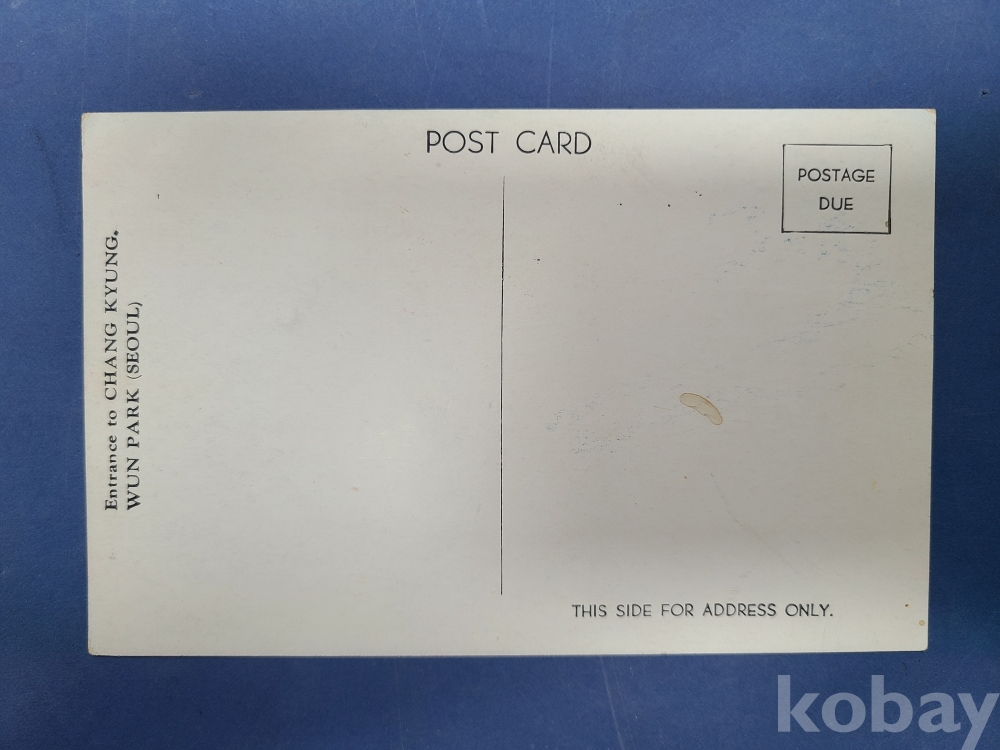 POST CARD
POSTAGE
DUE
Entrance to CHANG KYUNG.
WUN PARK (SEOUL)
THIS SIDE FOR ADDRESS ONLY.
kobay